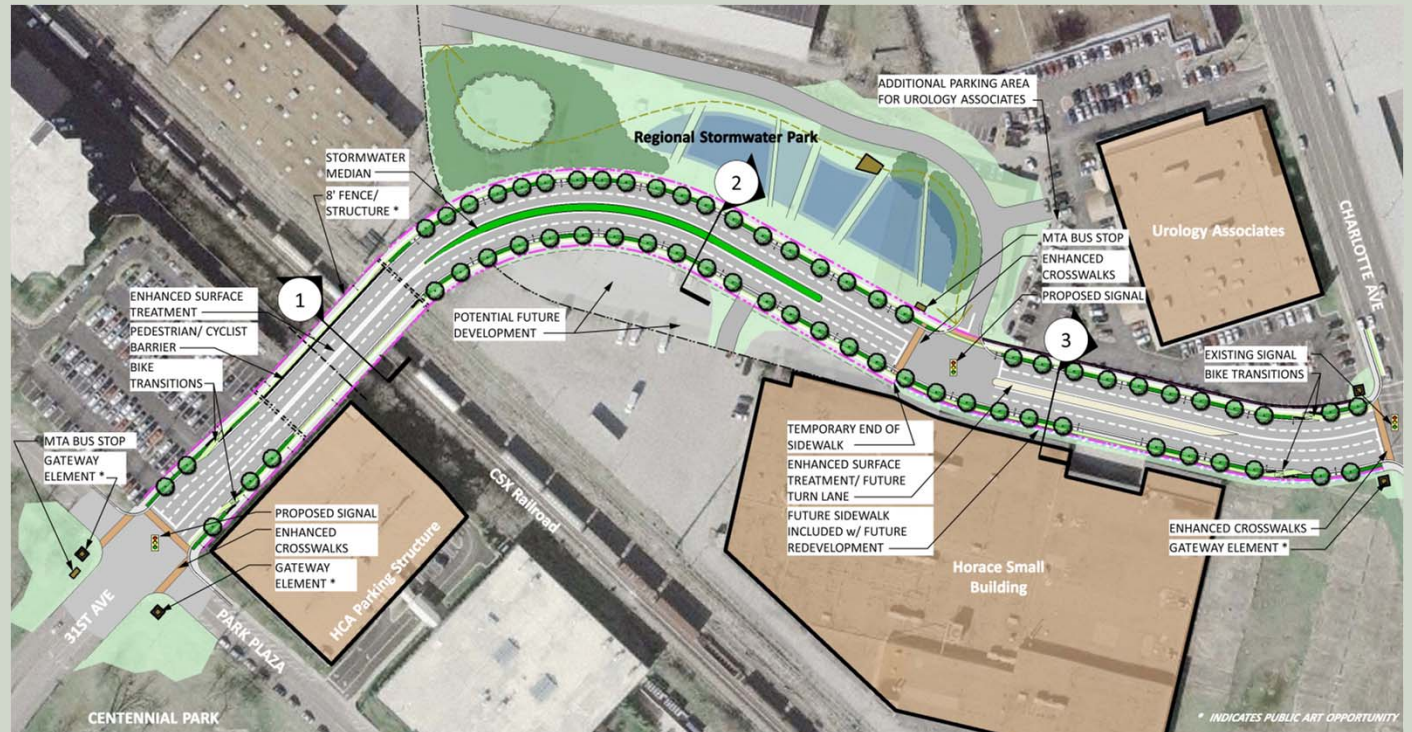 ADDITIONAL PARKING AREA
FOR UROLOGY ASSOCIATES
Regional Stormwater Park
STORMWATER
MEDIAN
8' FENCE/
STRUCTURE *
2
CHARLOTTE AVE
Urology Associates
MTA BUS STOP
ENHANCED
CROSSWALKS
PROPOSED SIGNAL
1
ENHANCED SURFACE
TREATMENT
PEDESTRIAN/ CYCLIST
BARRIER
BIKE
TRANSITIONS
POTENTIAL FUTURE
DEVELOPMENT
3
EXISTING SIGNAL
BIKE TRANSITIONS
MTA BUS STOP
GATEWAY
ELEMENT *
TEMPORARY END OF
SIDEWALK
ENHANCED SURFACE
TREATMENT/ FUTURE
TURN LANE
FUTURE SIDEWALK
INCLUDED w/ FUTURE
REDEVELOPMENT
CSX Railroad
PROPOSED SIGNAL
ENHANCED
CROSSWALKS
GATEWAY
ELEMENT *
ENHANCED CROSSWALKS
GATEWAY ELEMENT *
Horace Small
Building
HCA Parking Structure
31ST AVE
PARK PLAZA
CENTENNIAL PARK
* INDICATES PUBLIC ART OPPORTUNITY